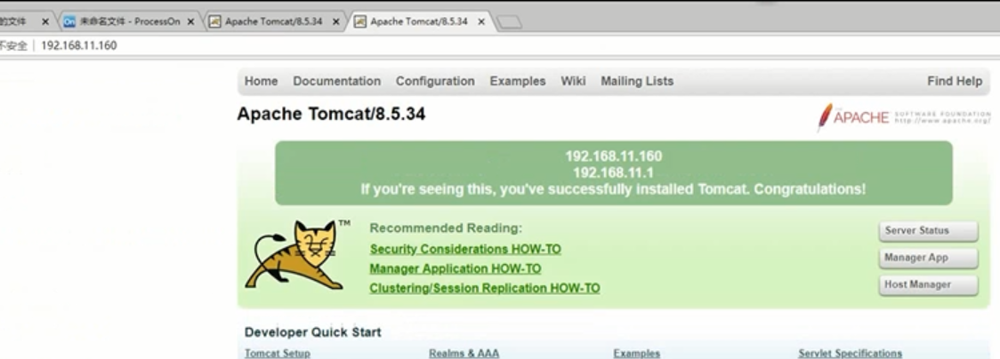 的文件 未命名文件 - ProcessOn Apache Tomcat/8.5.34 Apache Tomcat/8.5.34
不安全 | 192.168.11.160
Home Documentation Configuration Examples Wiki Mailing Lists Find Help
Apache Tomcat/8.5.34
THE APACHE SOFTWARE FOUNDATION
http://www.apache.org/
192.168.11.160
192.168.11.1
If you're seeing this, you've successfully installed Tomcat. Congratulations!
TM
Recommended Reading:
Security Considerations HOW-TO
Manager Application HOW-TO
Clustering/Session Replication HOW-TO
Server Status
Manager App
Host Manager
Developer Quick Start
Tomcat Setup Realms & AAA Examples Servlet Specifications